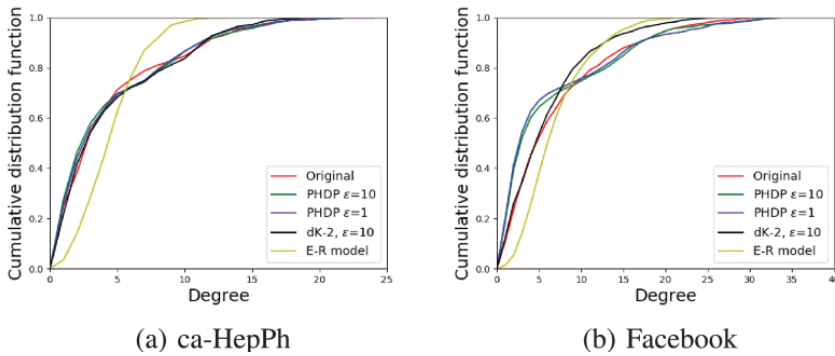 Cumulative distribution function
1.0
0.8
0.6
0.4
0.2
0.0
0 5 10 15 20 25
Degree
Original
PHDP ε=10
PHDP ε=1
dK-2, ε=10
E-R model
(a) ca-HepPh
Cumulative distribution function
1.0
0.8
0.6
0.4
0.2
0.0
0 5 10 15 20 25 30 35 40
Degree
Original
PHDP ε=10
PHDP ε=1
dK-2, ε=10
E-R model
(b) Facebook